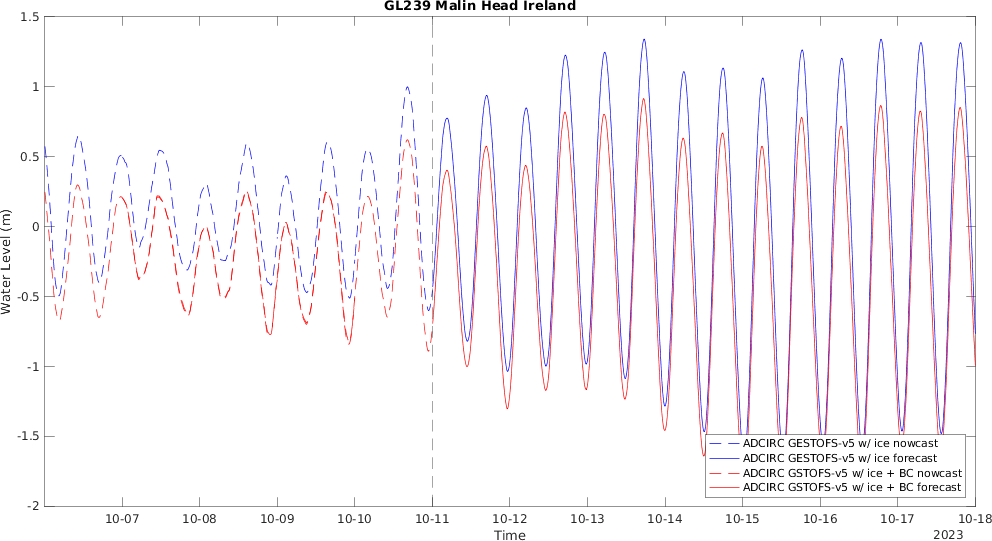 GL239 Malin Head Ireland
1.5
1
0.5
0
-0.5
-1
-1.5
-2
Water Level (m)
ADCIRC GESTOFS-v5 w/ ice nowcast
ADCIRC GESTOFS-v5 w/ ice forecast
ADCIRC GSTOFS-v5 w/ ice + BC nowcast
ADCIRC GSTOFS-v5 w/ ice + BC forecast
10-07 10-08 10-09 10-10 10-11 10-12 10-13 10-14 10-15 10-16 10-17 10-18
Time
2023